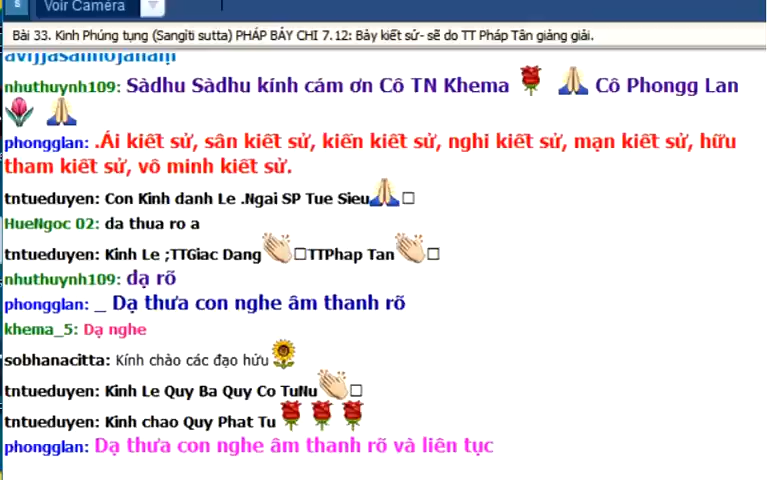 s Voir Caméra
Bài 33. Kinh Phúng tụng (Sangìti sutta) PHÁP BẢY CHI 7.12: Bảy kiết sử- sẽ do TT Pháp Tân giảng giải.
nhuthuynh109: Sàdhu Sàdhu kính cám ơn Cô TN Khema Cô Phongg Lan
phongglan: .Ái kiết sử, sân kiết sử, kiến kiết sử, nghi kiết sử, mạn kiết sử, hữu
tham kiết sử, vô minh kiết sử.
tntueduyen: Con Kinh danh Le .Ngai SP Tue Sieu
HueNgoc 02: da thua ro a
tntueduyen: Kinh Le ;TTGiac Dang TTPhap Tan
nhuthuynh109: dạ rõ
phongglan: _ Dạ thưa con nghe âm thanh rõ
khema_5: Dạ nghe
sobhanacitta: Kính chào các đạo hửu
tntueduyen: Kinh Le Quy Ba Quy Co TuNu
tntueduyen: Kinh chao Quy Phat Tu
phongglan: Dạ thưa con nghe âm thanh rõ và liên tục